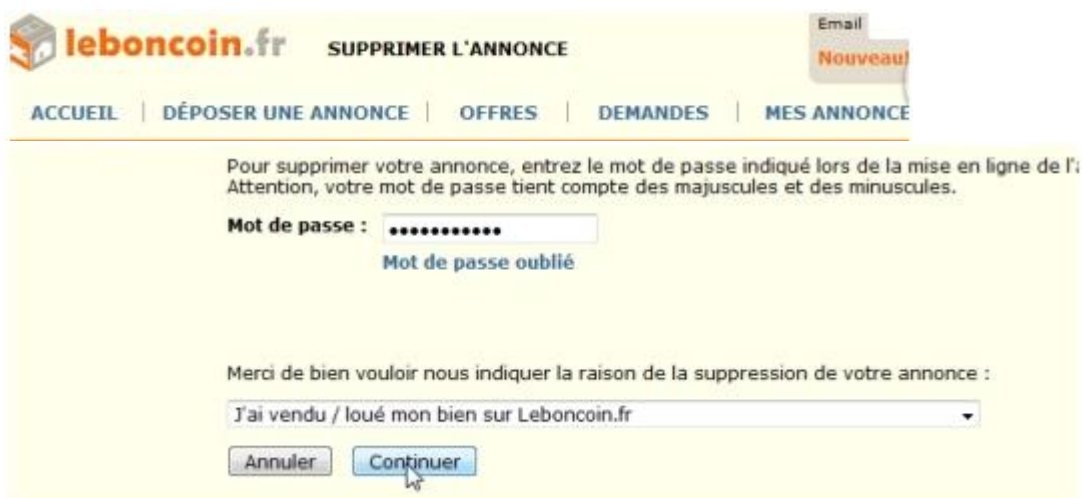 leboncoin.fr SUPPRIMER L'ANNONCE
Email
Nouveau!
ACCUEIL | DÉPOSER UNE ANNONCE | OFFRES | DEMANDES | MES ANNONCE
Pour supprimer votre annonce, entrez le mot de passe indiqué lors de la mise en ligne de l'a
Attention, votre mot de passe tient compte des majuscules et des minuscules.
Mot de passe : •••••••••••
Mot de passe oublié
Merci de bien vouloir nous indiquer la raison de la suppression de votre annonce :
J'ai vendu / loué mon bien sur Leboncoin.fr
Annuler Continuer